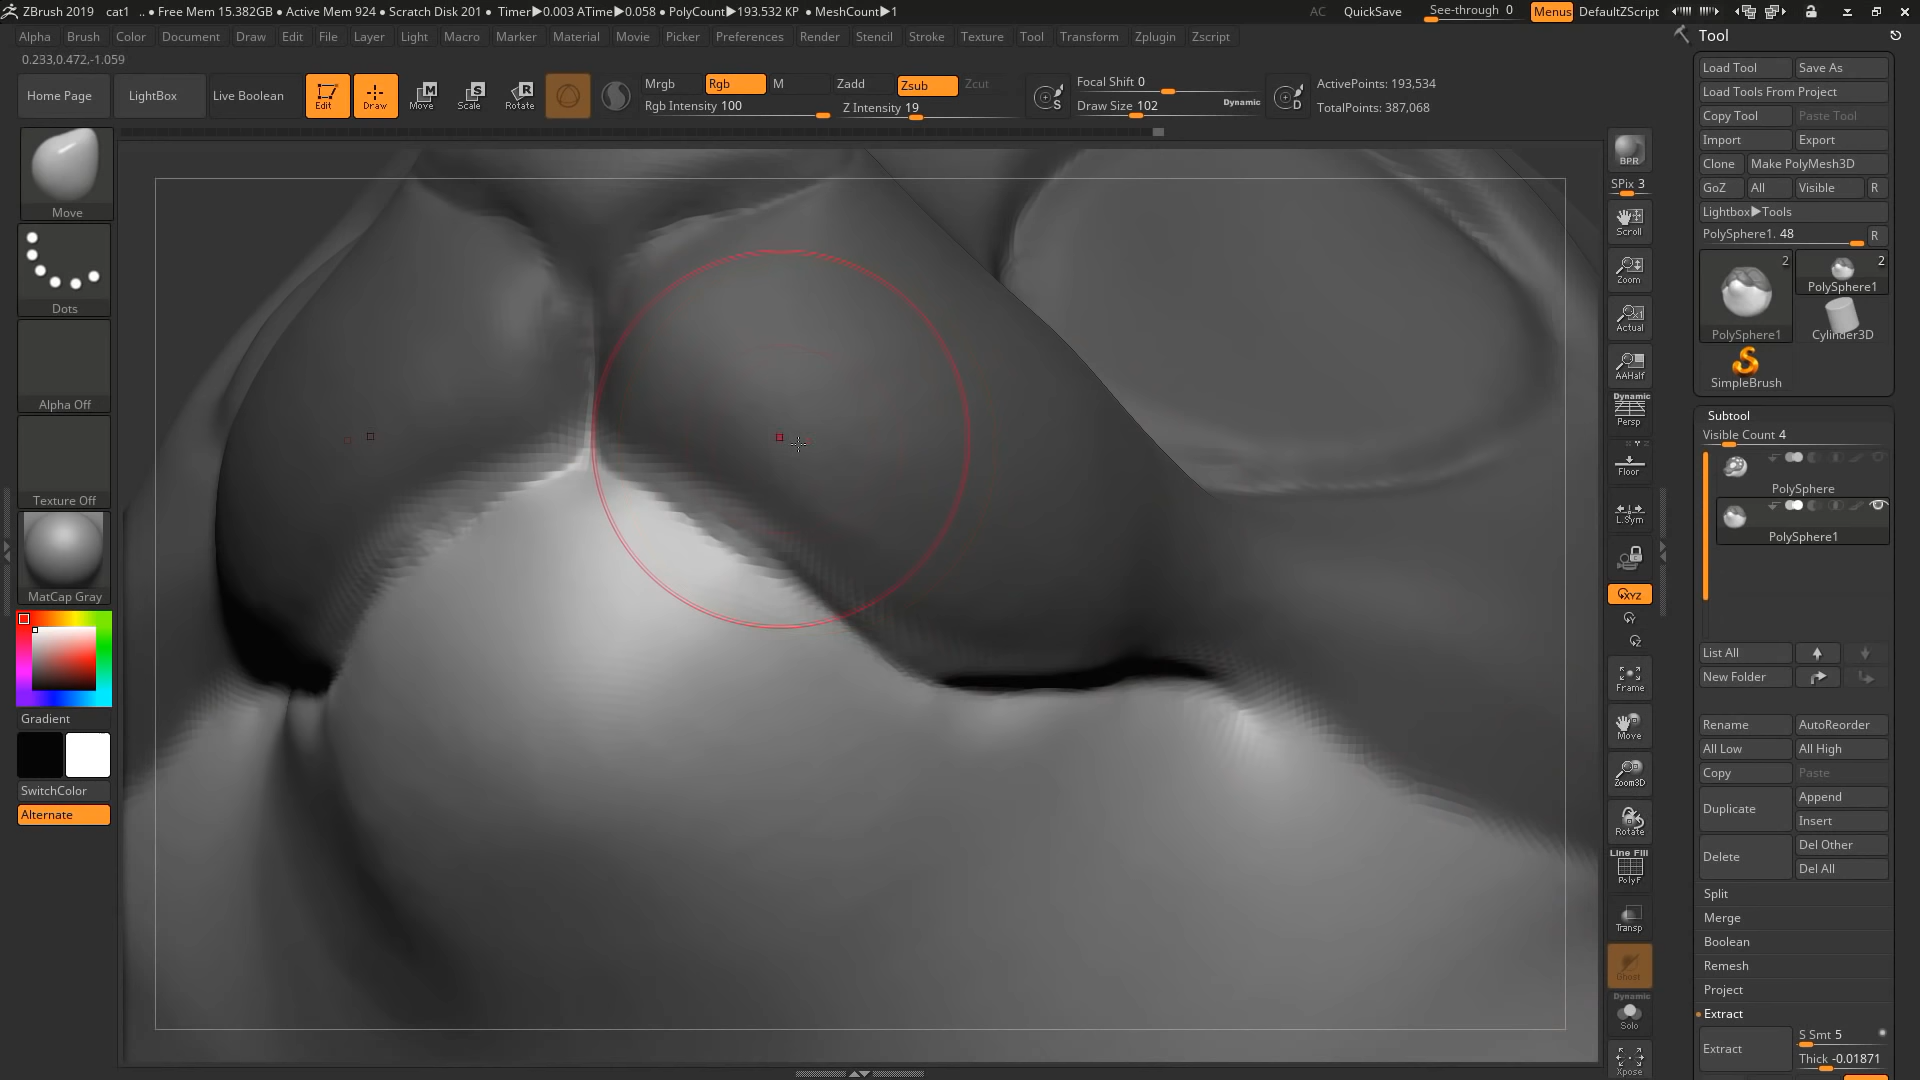 ZBrush 2019 cat1 .. • Free Mem 15.382GB • Active Mem 924 • Scratch Disk 201 • Timer▶0.003 ATime▶0.058 • PolyCount▶193.532 KP • MeshCount▶1 AC QuickSave See-through 0 Menus DefaultZScript
Alpha Brush Color Document Draw Edit File Layer Light Macro Marker Material Movie Picker Preferences Render Stencil Stroke Texture Tool Transform Zplugin Zscript
0.233,0.472,-1.059
Home Page LightBox Live Boolean Edit Draw Move Scale Rotate
Mrgb Rgb M Zadd Zsub Zcut
Rgb Intensity 100 Z Intensity 19
Focal Shift 0
Draw Size 102 Dynamic
ActivePoints: 193,534
TotalPoints: 387,068
Move
Dots
Alpha Off
Texture Off
MatCap Gray
Gradient
SwitchColor
Alternate
BPR
SPix 3
Scroll
Zoom
Actual
AAHalf
Dynamic
Persp
Floor
L.Sym
XYZ
Y
Z
Frame
Move
Zoom3D
Rotate
Line Fill
PolyF
Transp
Ghost
Dynamic
Solo
Xpose
Tool
Load Tool Save As
Load Tools From Project
Copy Tool Paste Tool
Import Export
Clone Make PolyMesh3D
GoZ All Visible R
Lightbox▶Tools
PolySphere1. 48 R
2 2
PolySphere1
PolySphere1 Cylinder3D
SimpleBrush
Subtool
Visible Count 4
PolySphere
PolySphere1
List All
New Folder
Rename AutoReorder
All Low All High
Copy Paste
Duplicate Append
Insert
Delete Del Other
Del All
Split
Merge
Boolean
Remesh
Project
Extract
Extract S Smt 5
Thick -0.01871